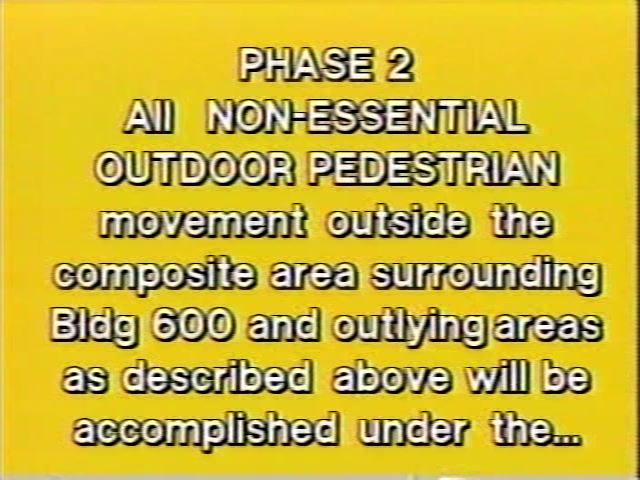 PHASE 2
All NON-ESSENTIAL
OUTDOOR PEDESTRIAN
movement outside the
composite area surrounding
Bldg 600 and outlying areas
as described above will be
accomplished under the...